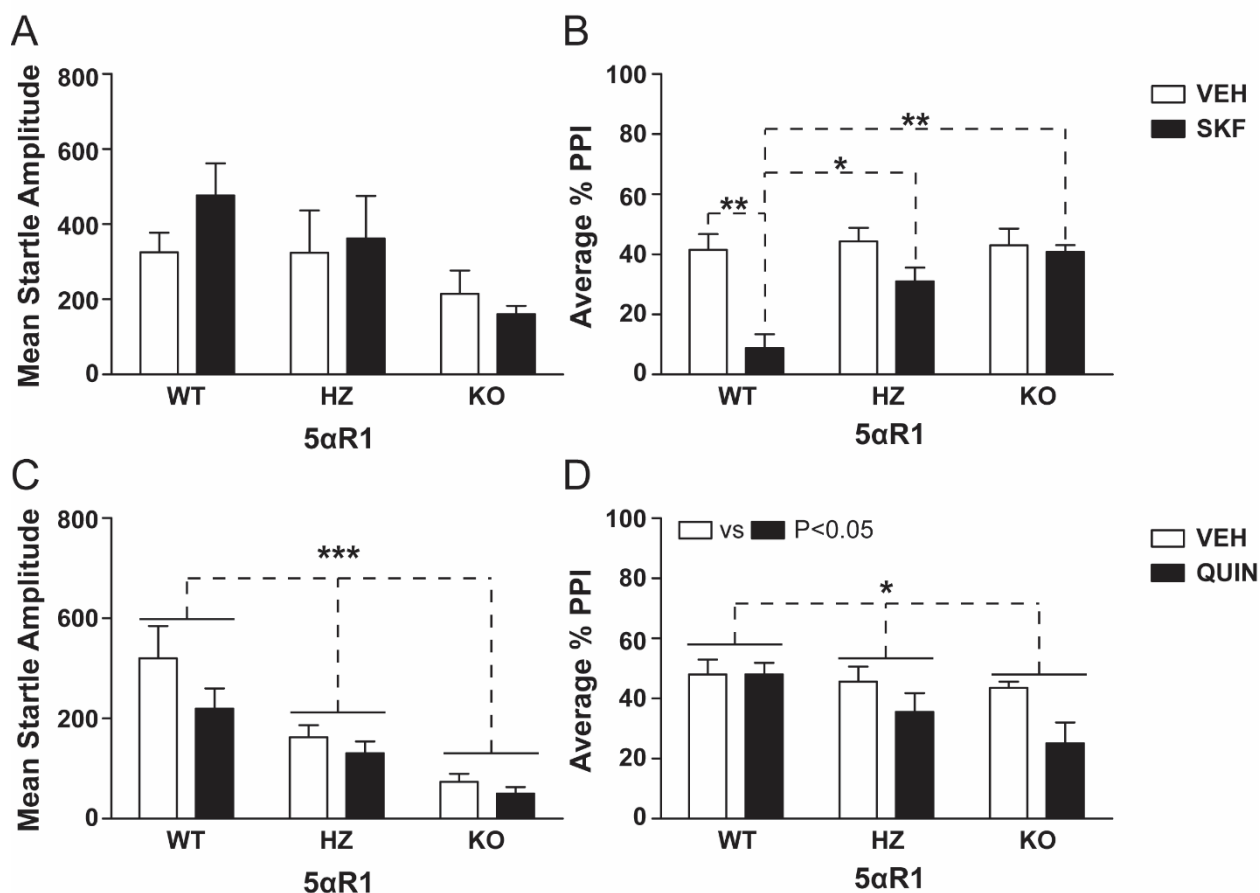 A
Mean Startle Amplitude
800
600
400
200
0
WT
HZ
KO
5αR1
B
Average % PPI
100
80
60
40
20
0
**
*
**
WT
HZ
KO
5αR1
VEH
SKF
C
Mean Startle Amplitude
800
600
200
0
***
WT
HZ
KO
5αR1
D
Average % PPI
100
80
60
40
20
0
vs P<0.05
*
WT
HZ
KO
5αR1
VEH
QUIN